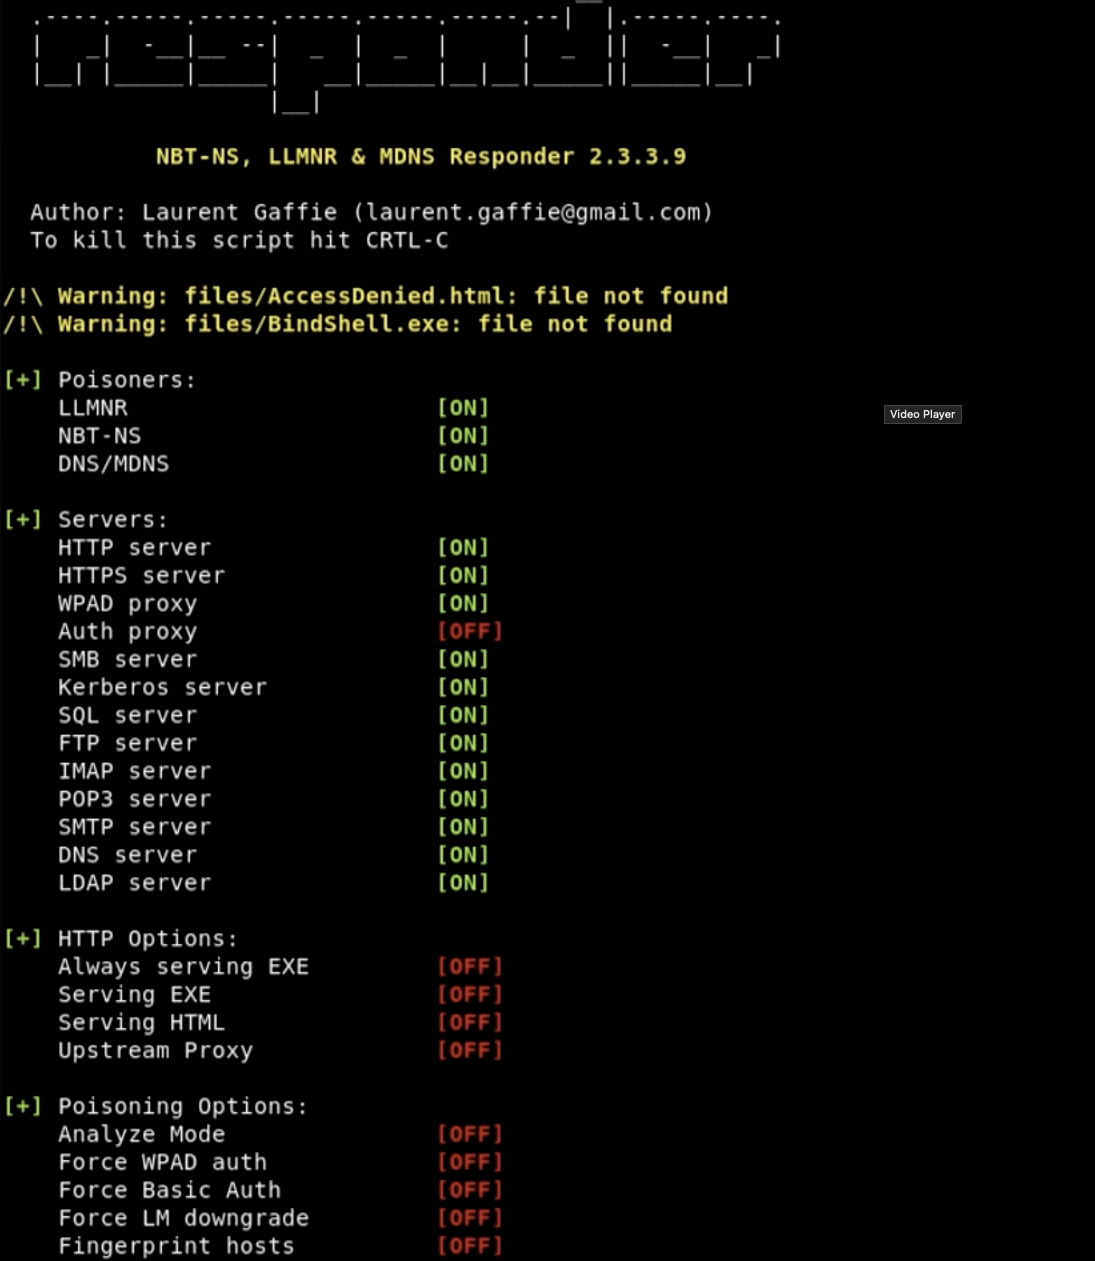 responder
NBT-NS, LLMNR & MDNS Responder 2.3.3.9
Author: Laurent Gaffie (laurent.gaffie@gmail.com)
To kill this script hit CRTL-C
/!\ Warning: files/AccessDenied.html: file not found
/!\ Warning: files/BindShell.exe: file not found
[+] Poisoners:
LLMNR [ON]
NBT-NS [ON]
DNS/MDNS [ON]
Video Player
[+] Servers:
HTTP server [ON]
HTTPS server [ON]
WPAD proxy [ON]
Auth proxy [OFF]
SMB server [ON]
Kerberos server [ON]
SQL server [ON]
FTP server [ON]
IMAP server [ON]
POP3 server [ON]
SMTP server [ON]
DNS server [ON]
LDAP server [ON]
[+] HTTP Options:
Always serving EXE [OFF]
Serving EXE [OFF]
Serving HTML [OFF]
Upstream Proxy [OFF]
[+] Poisoning Options:
Analyze Mode [OFF]
Force WPAD auth [OFF]
Force Basic Auth [OFF]
Force LM downgrade [OFF]
Fingerprint hosts [OFF]